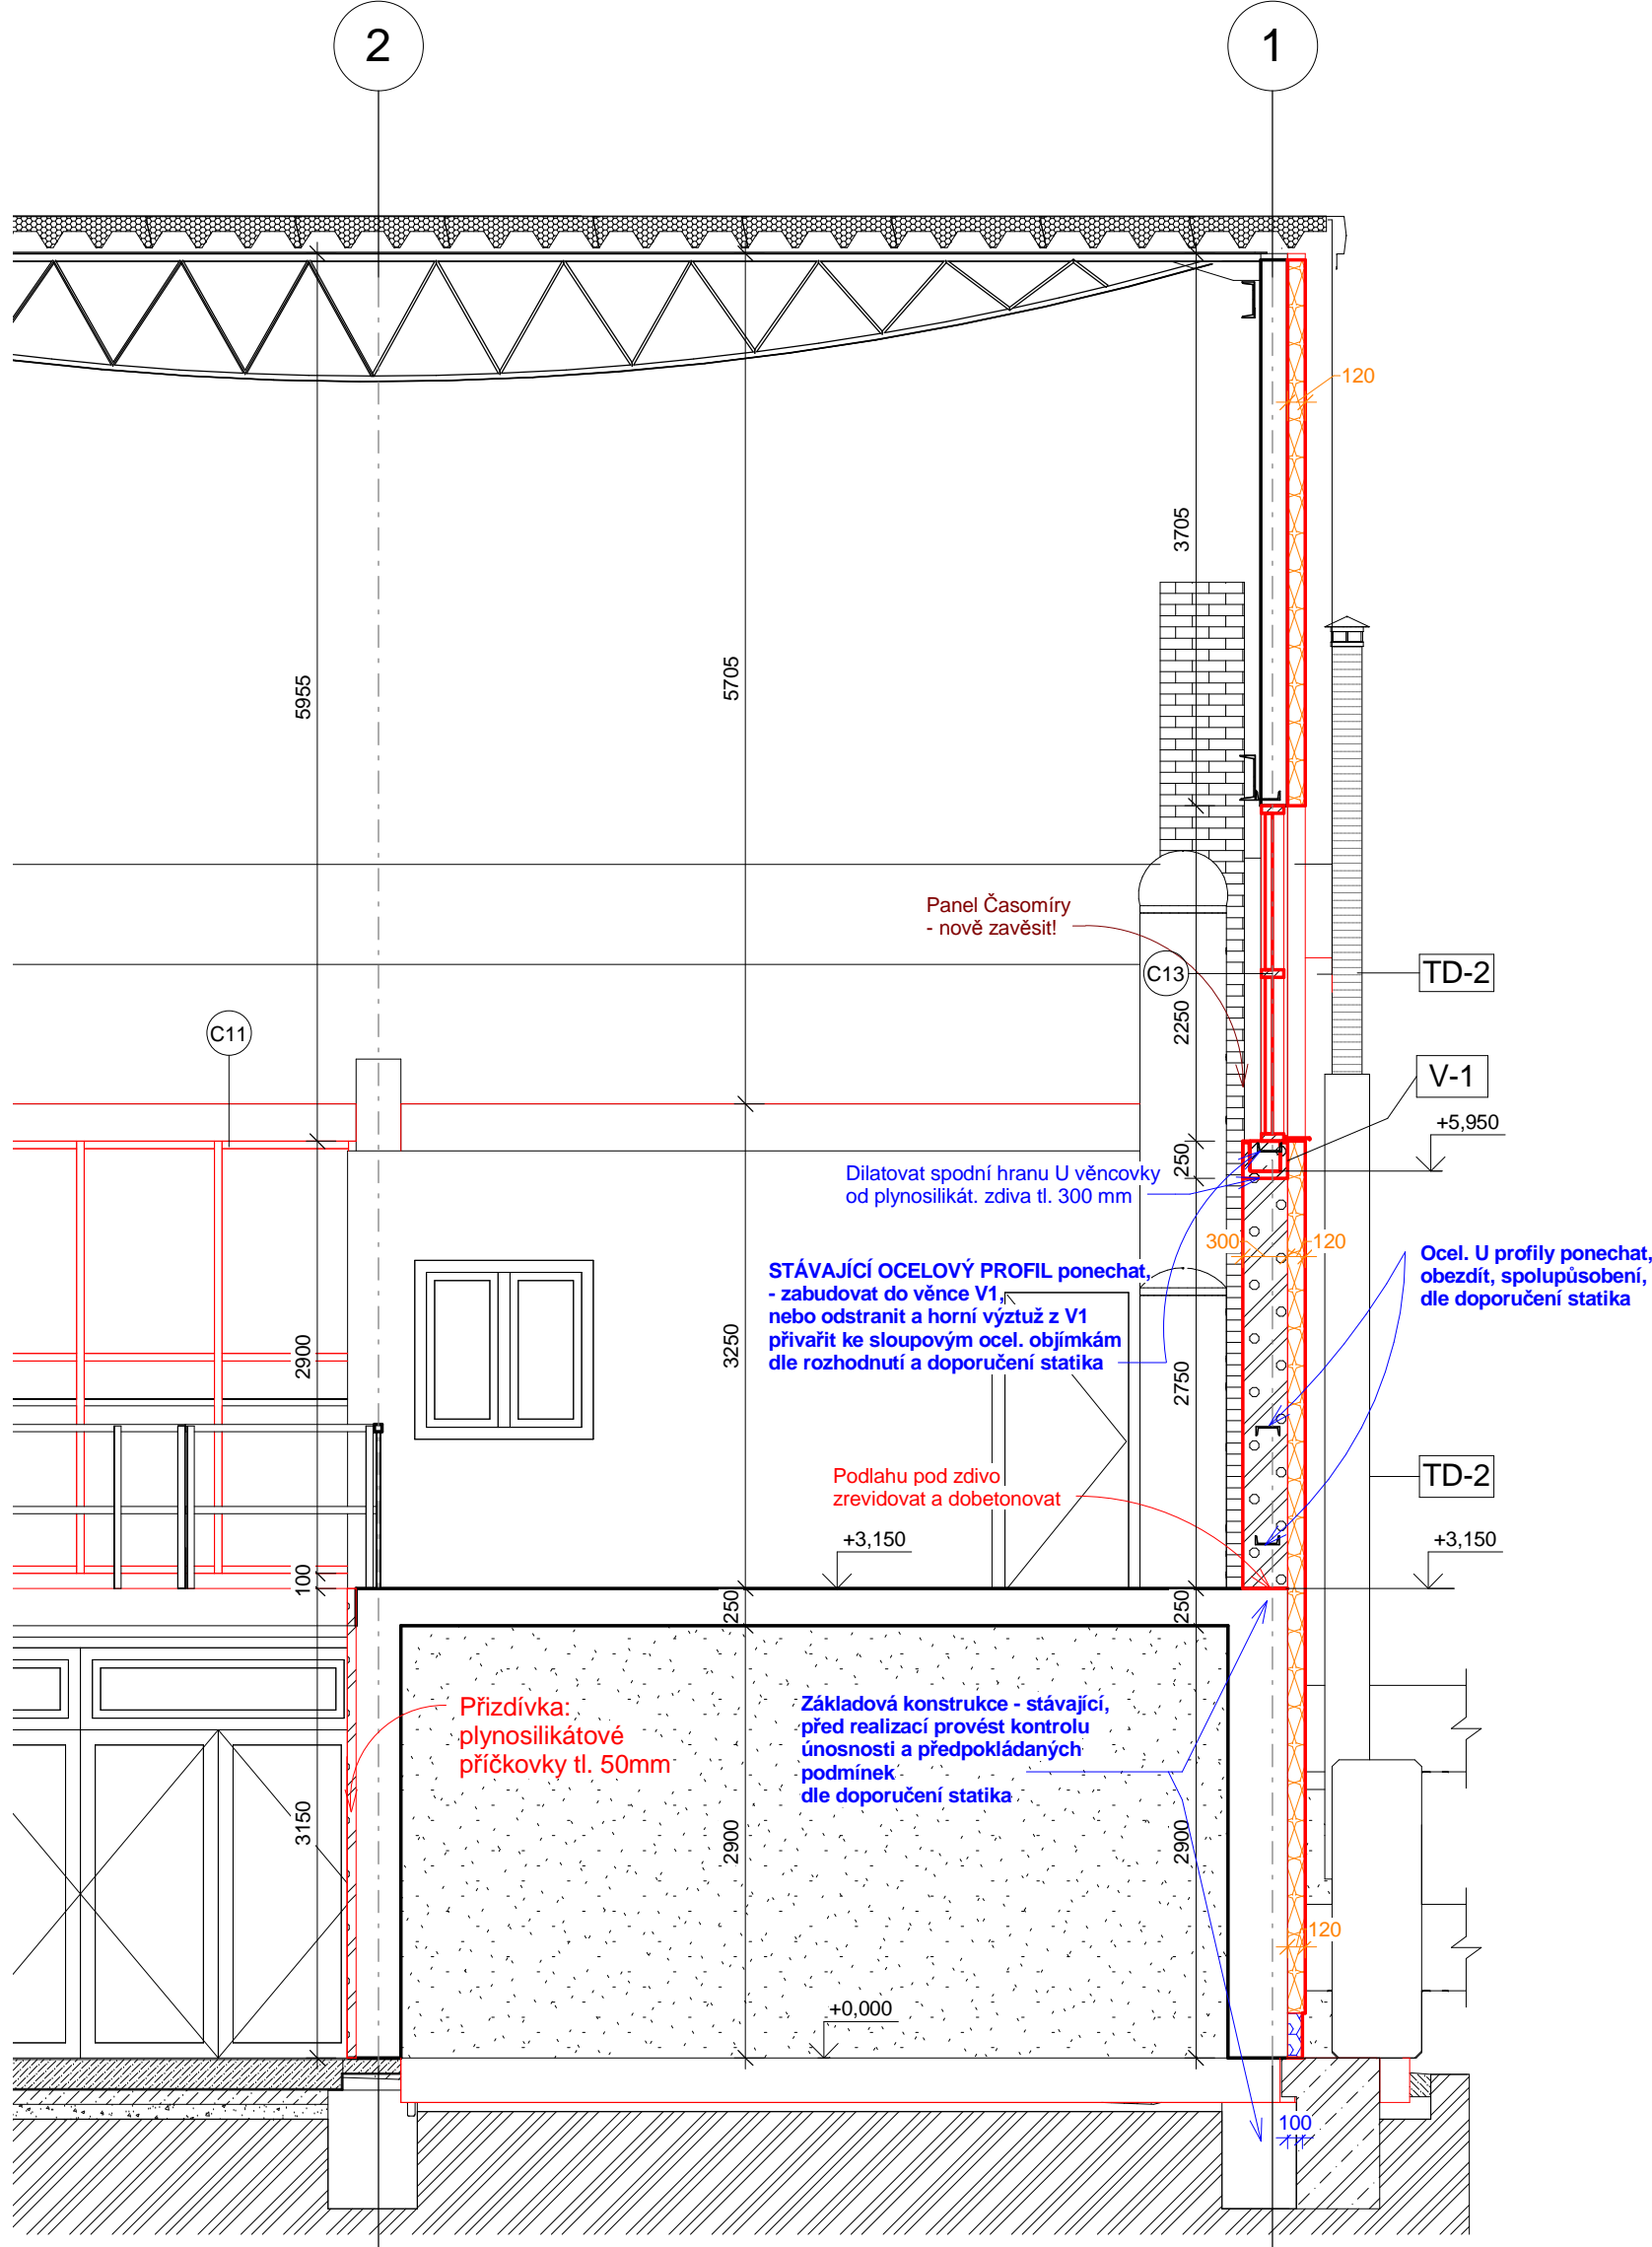 2
1
120
3705
5955
5705
Panel Časomíry
- nově zavěsit!
C13
TD-2
2250
C11
V-1
+5,950
250
Dilatovat spodní hranu U věncovky
od plynosilikát. zdiva tl. 300 mm
300
120
Ocel. U profily ponechat,
obezdít, spolupůsobení,
dle doporučení statika
STÁVAJÍCÍ OCELOVÝ PROFIL ponechat,
- zabudovat do věnce V1,
nebo odstranit a horní výztuž z V1
přivařit ke sloupovým ocel. objímkám
dle rozhodnutí a doporučení statika
2900
3250
2750
Podlahu pod zdivo
zrevidovat a dobetonovat
TD-2
+3,150
+3,150
100
250
250
Přizdívka:
plynosilikátové
příčkovky tl. 50mm
Základová konstrukce - stávající,
před realizací provést kontrolu
únosnosti a předpokládaných
podmínek
dle doporučení statika
3150
2900
2900
120
+0,000
100